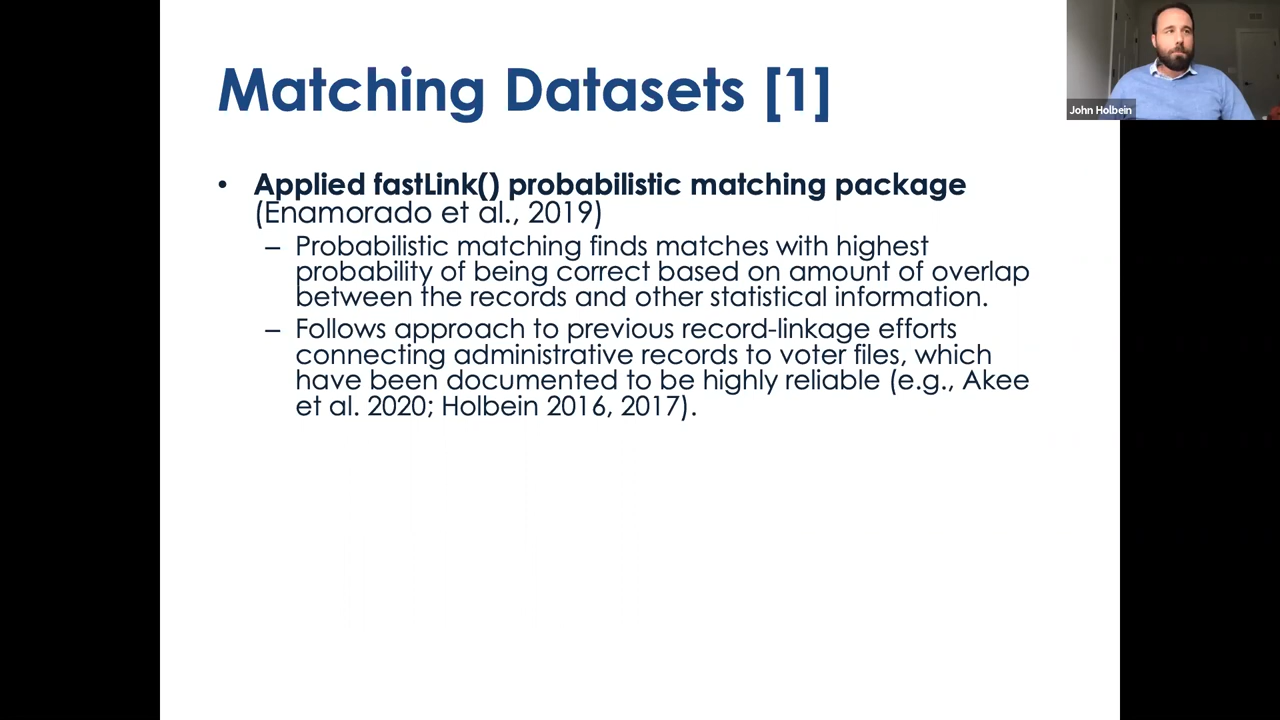 Matching Datasets [1]
John Holbein
• Applied fastLink() probabilistic matching package
(Enamorado et al., 2019)
– Probabilistic matching finds matches with highest
probability of being correct based on amount of overlap
between the records and other statistical information.
– Follows approach to previous record-linkage efforts
connecting administrative records to voter files, which
have been documented to be highly reliable (e.g., Akee
et al. 2020; Holbein 2016, 2017).